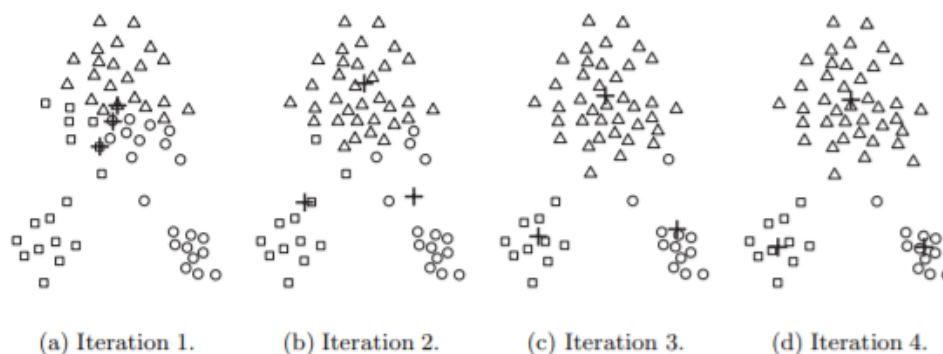 (a) Iteration 1.
(b) Iteration 2.
(c) Iteration 3.
(d) Iteration 4.